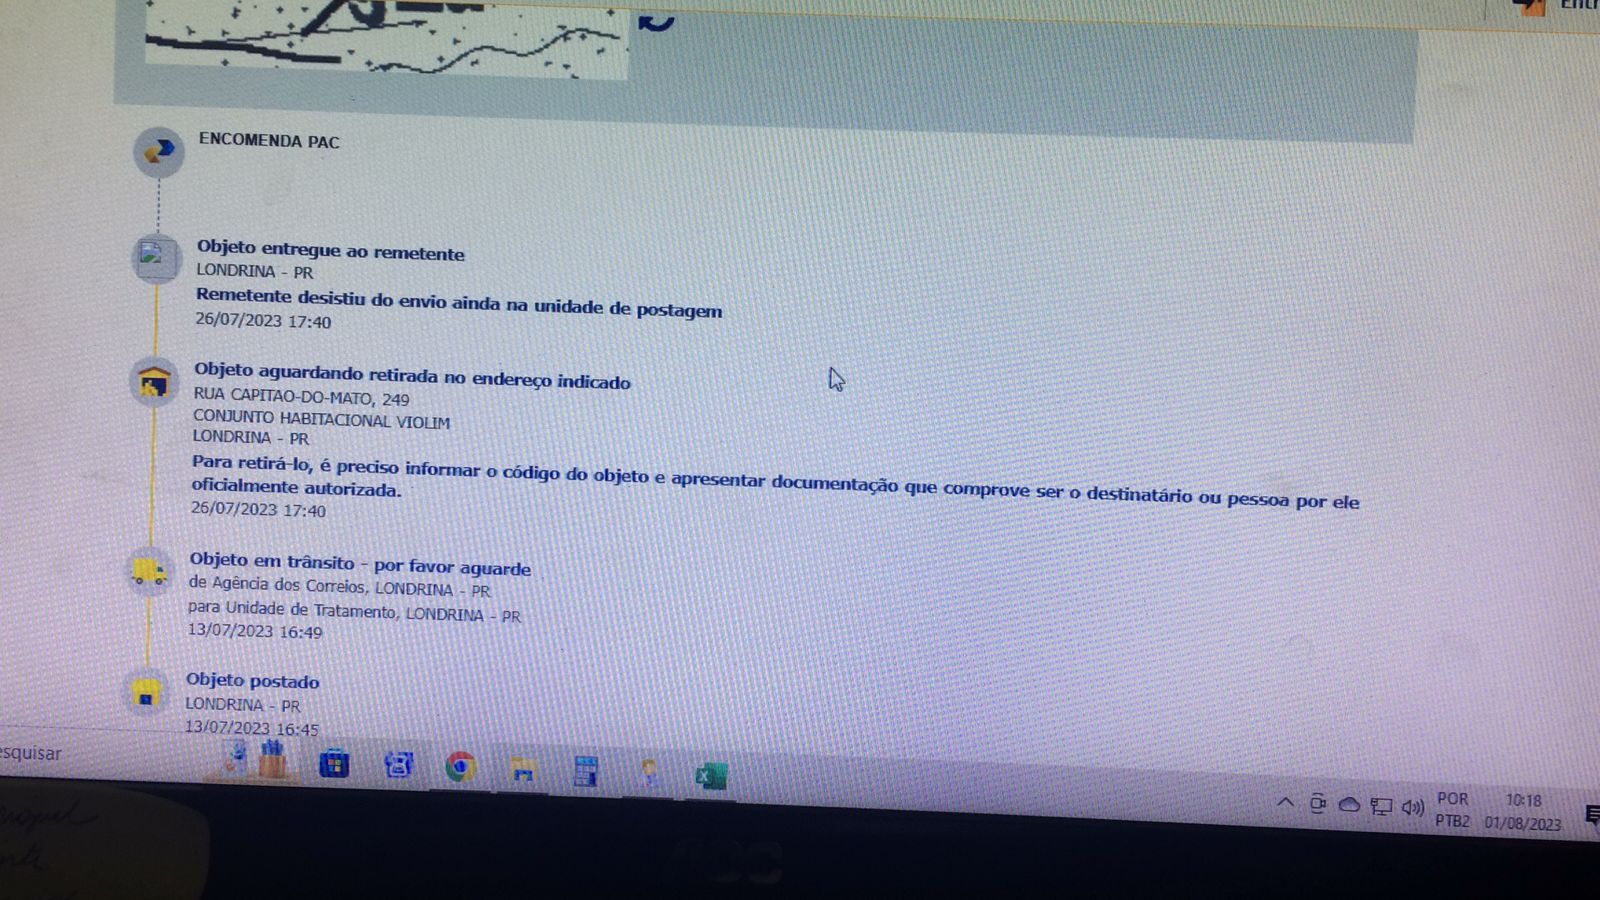 ENCOMENDA PAC
Objeto entregue ao remetente
LONDRINA - PR
Remetente desistiu do envio ainda na unidade de postagem
26/07/2023 17:40
Objeto aguardando retirada no endereço indicado
RUA CAPITAO-DO-MATO, 249
CONJUNTO HABITACIONAL VIOLIM
LONDRINA - PR
Para retirá-lo, é preciso informar o código do objeto e apresentar documentação que comprove ser o destinatário ou pessoa por ele
oficialmente autorizada.
26/07/2023 17:40
Objeto em trânsito - por favor aguarde
de Agência dos Correios, LONDRINA - PR
para Unidade de Tratamento, LONDRINA - PR
13/07/2023 16:49
Objeto postado
LONDRINA - PR
13/07/2023 16:45
esquisar
POR 10:18
PTB2 01/08/2023
AOC